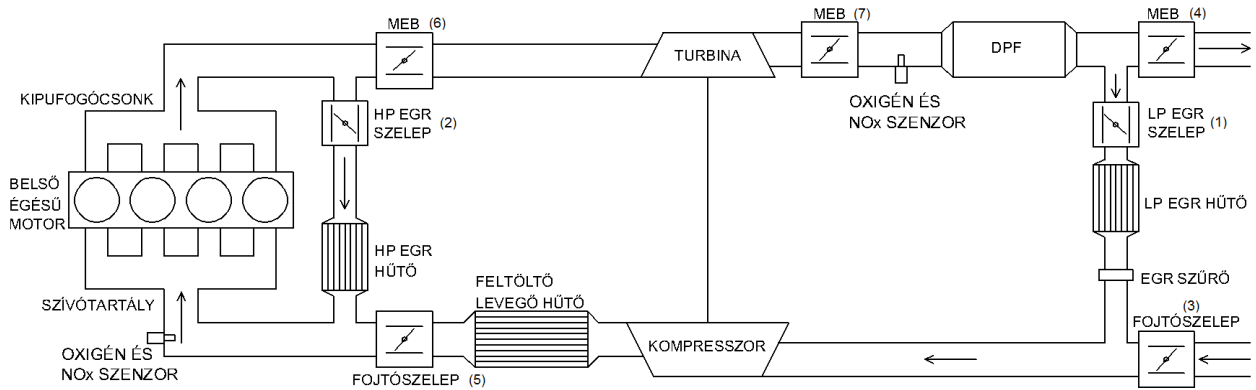 MEB (6)
MEB (7)
MEB (4)
TURBINA
DPF
KIPUFOGÓCSONK
HP EGR
SZELEP (2)
OXIGÉN ÉS
NOx SZENZOR
LP EGR
SZELEP (1)
BELSŐ
ÉGÉSŰ
MOTOR
LP EGR HŰTŐ
HP EGR
HŰTŐ
FELTÖLTŐ
LEVEGŐ HŰTŐ
EGR SZŰRŐ
SZÍVÓTARTÁLY
(3)
FOJTÓSZELEP
KOMPRESSZOR
OXIGÉN ÉS
NOx SZENZOR
FOJTÓSZELEP (5)